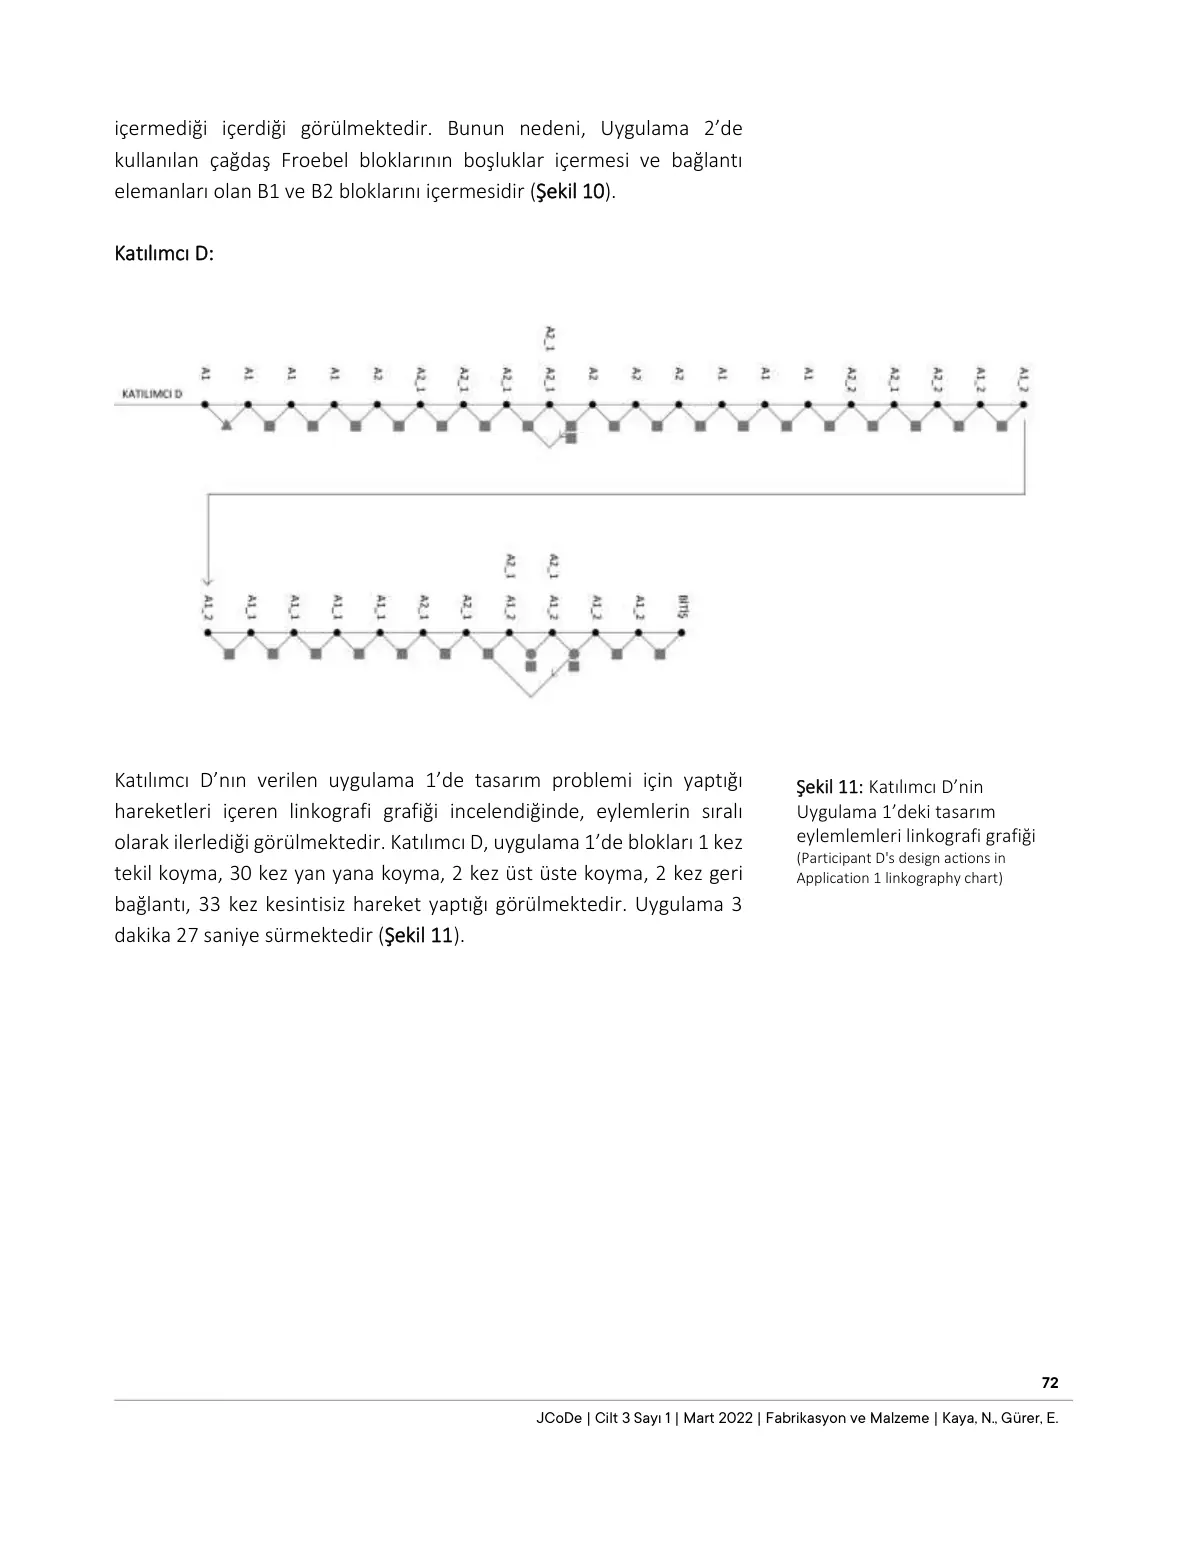 içermediği içerdiği görülmektedir. Bunun nedeni, Uygulama 2’de
kullanılan çağdaş Froebel bloklarının boşluklar içermesi ve bağlantı
elemanları olan B1 ve B2 bloklarını içermesidir (Şekil 10).
Katılımcı D:
A2_1
A1 A1 A1 A1 A2 A2_1 A2_1 A2_1 A2_1 A2 A2 A2 A1 A1 A1 A2_2 A2_1 A2_2 A1_2 A1_2
KATILIMCI D
A2_1 A2_1
A1_2 A1_1 A1_1 A1_1 A1_1 A2_1 A2_1 A1_2 A1_2 A1_2 A1_2 BİTİŞ
Katılımcı D’nın verilen uygulama 1’de tasarım problemi için yaptığı
hareketleri içeren linkografi grafiği incelendiğinde, eylemlerin sıralı
olarak ilerlediği görülmektedir. Katılımcı D, uygulama 1’de blokları 1 kez
tekil koyma, 30 kez yan yana koyma, 2 kez üst üste koyma, 2 kez geri
bağlantı, 33 kez kesintisiz hareket yaptığı görülmektedir. Uygulama 3
dakika 27 saniye sürmektedir (Şekil 11).
Şekil 11: Katılımcı D’nin
Uygulama 1’deki tasarım
eylemlemleri linkografi grafiği
(Participant D's design actions in
Application 1 linkography chart)
72
JCoDe | Cilt 3 Sayı 1 | Mart 2022 | Fabrikasyon ve Malzeme | Kaya, N., Gürer, E.